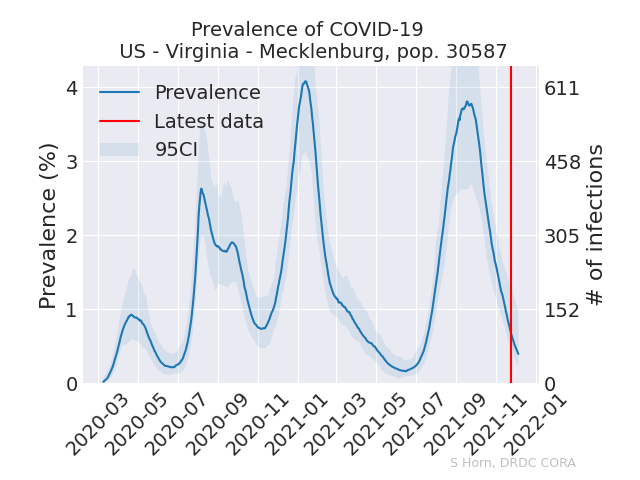 Prevalence of COVID-19
US - Virginia - Mecklenburg, pop. 30587
Prevalence
Latest data
95CI
Prevalence (%)
4
3
2
1
0
611
458
305
152
0
# of infections
2020-03
2020-05
2020-07
2020-09
2020-11
2021-01
2021-03
2021-05
2021-07
2021-09
2021-11
2022-01
S Horn, DRDC CORA